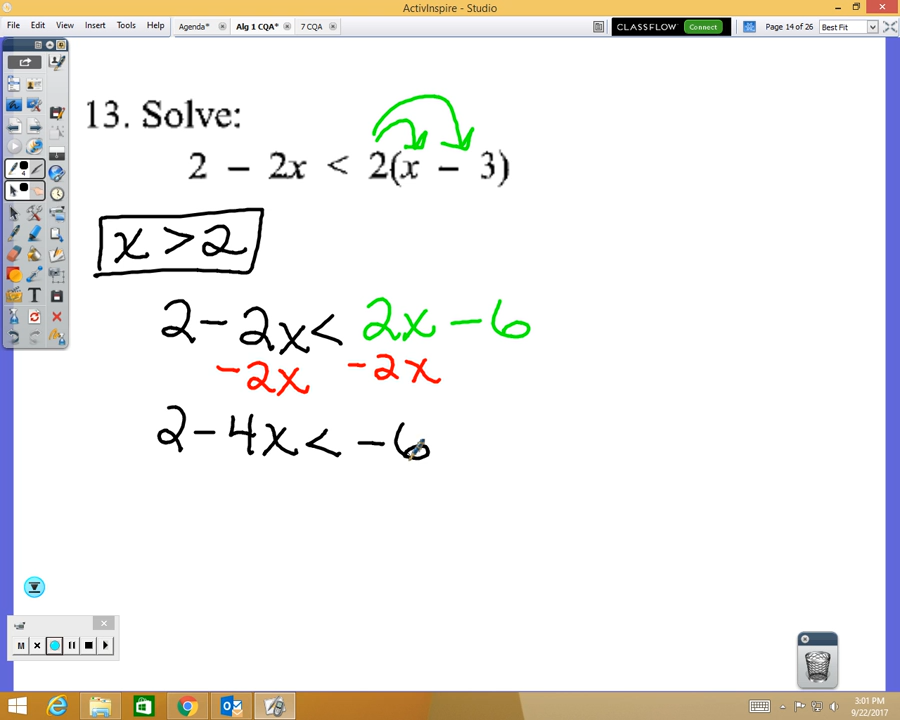 ActivInspire - Studio
File Edit View Insert Tools Help Agenda* Alg 1 CQA* 7 CQA CLASSFLOW Connect Page 14 of 26 Best Fit
13. Solve:
2 − 2x < 2(x − 3)
x > 2
2 − 2x < 2x − 6
− 2x − 2x
2 − 4x < − 6
4
T
M
3:01 PM
9/22/2017